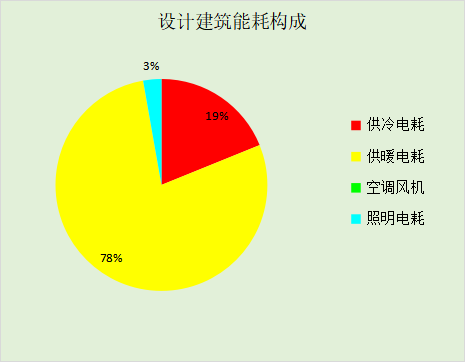 设计建筑能耗构成
3%
19%
78%
供冷电耗
供暖电耗
空调风机
照明电耗